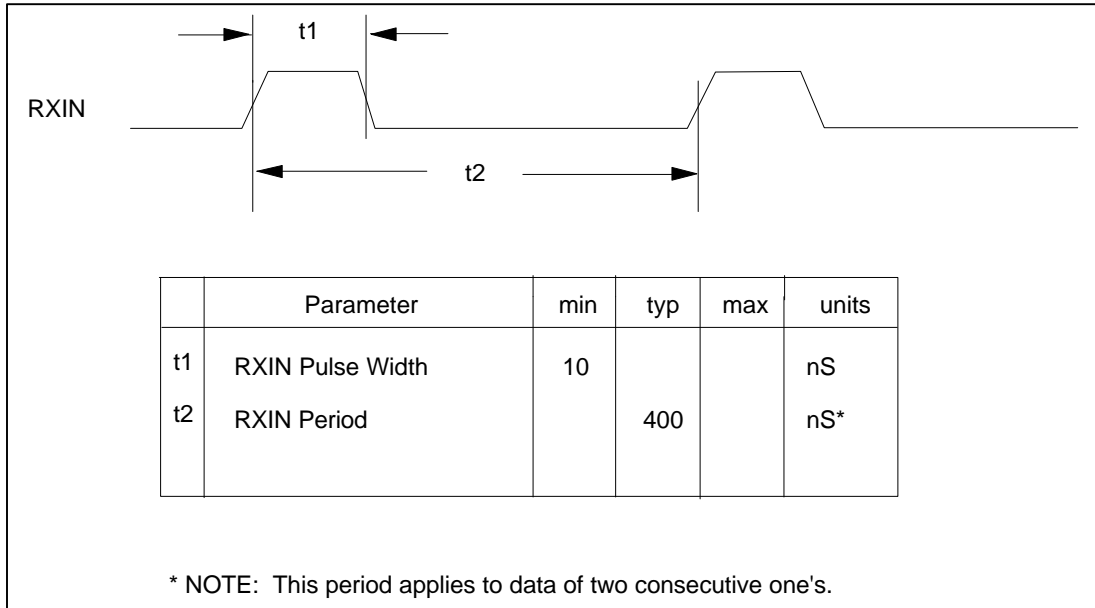 t1
RXIN
t2
Parameter min typ max units
t1 RXIN Pulse Width 10 nS
t2 RXIN Period 400 nS*
* NOTE: This period applies to data of two consecutive one's.